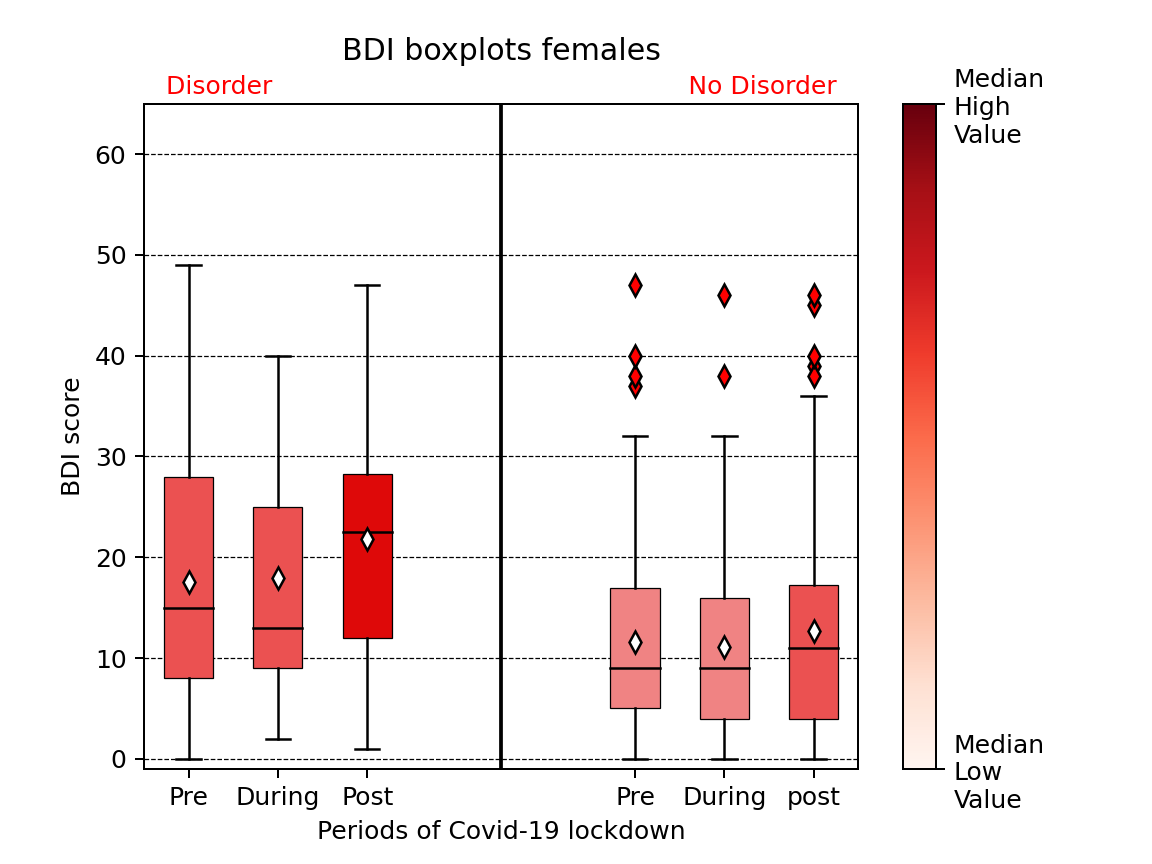 BDI boxplots females
Disorder
No Disorder
Median
High
Value
60
50
40
30
20
10
0
BDI score
Median
Low
Value
Pre
During
Post
Pre
During
post
Periods of Covid-19 lockdown